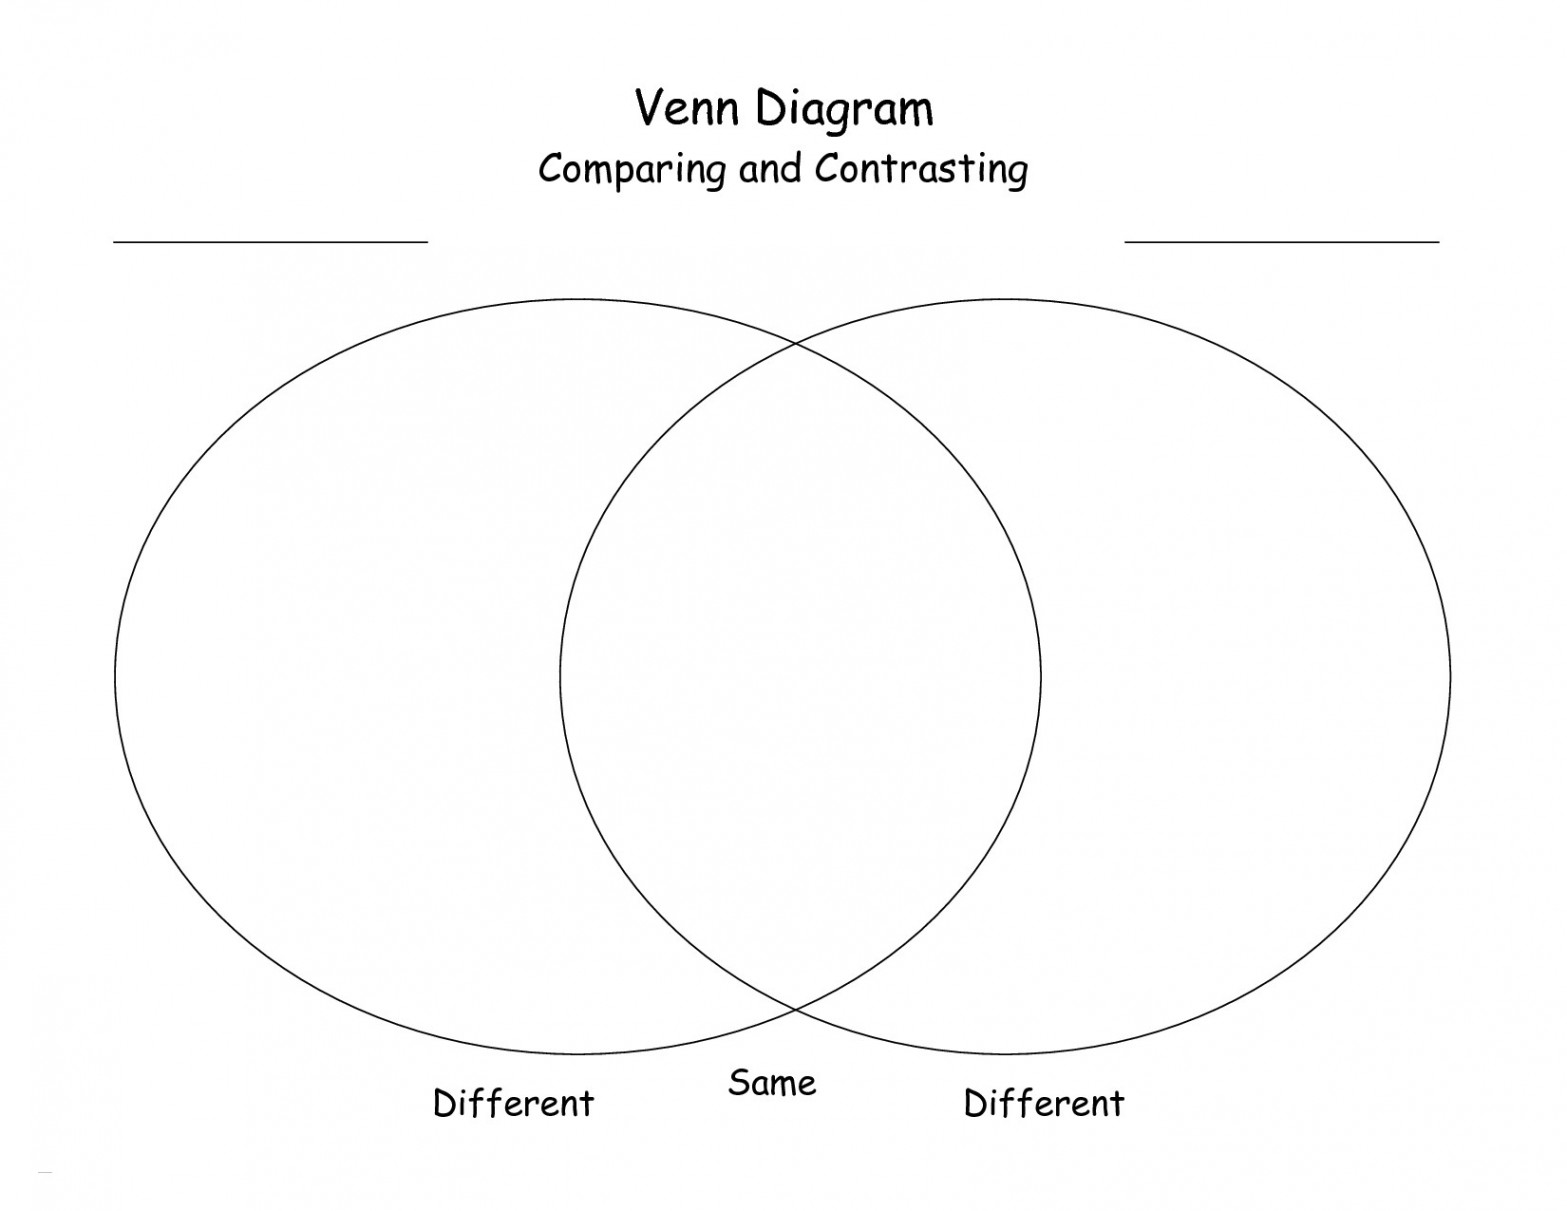 Venn Diagram
Comparing and Contrasting
Same
Different
Different